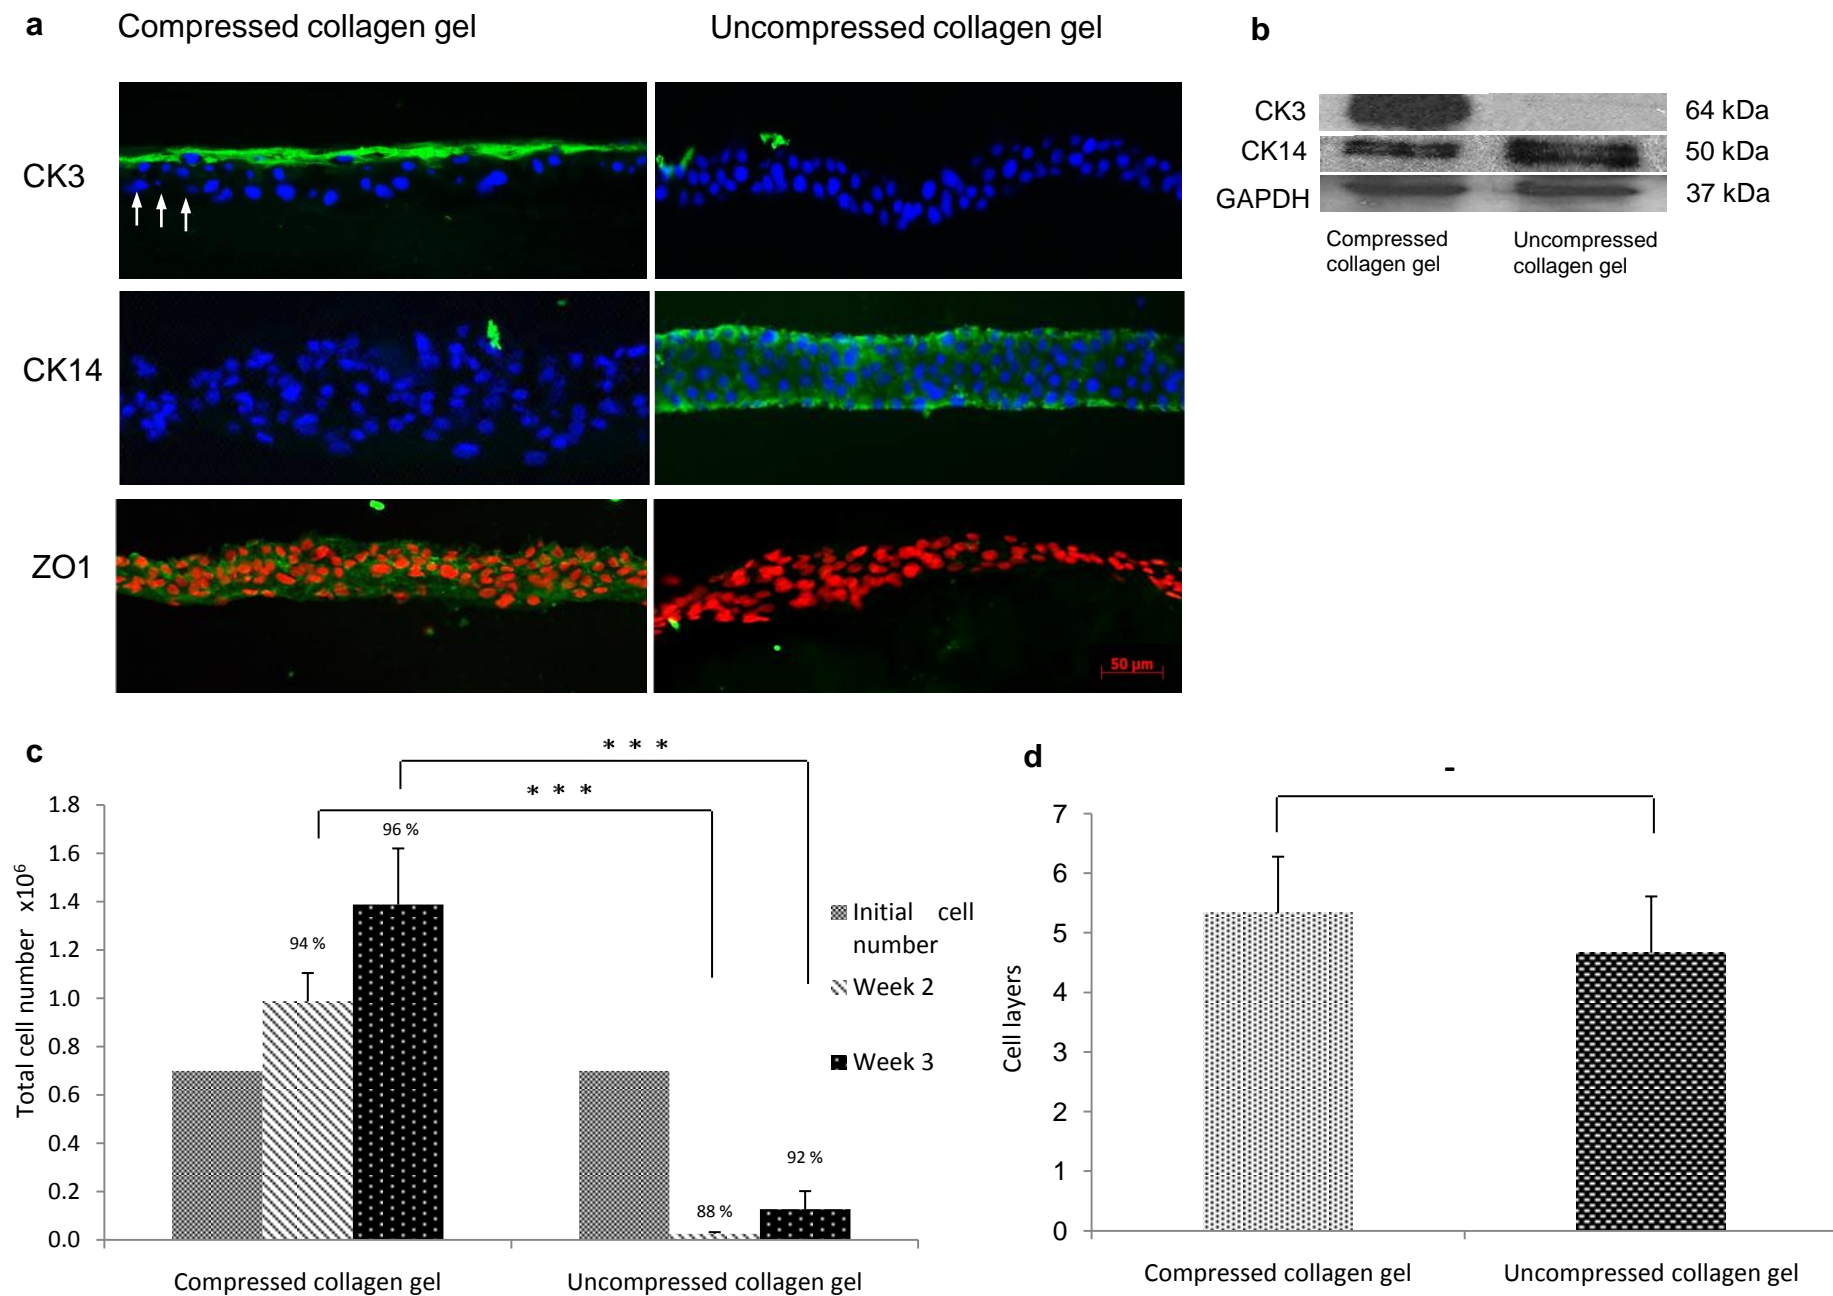 a
Compressed collagen gel
Uncompressed collagen gel
CK3
CK14
ZO1
50 µm
b
CK3
64 kDa
CK14
50 kDa
GAPDH
37 kDa
Compressed
collagen gel
Uncompressed
collagen gel
c
* * *
* * *
Total cell number x10⁶
1.8
1.6
1.4
1.2
1.0
0.8
0.6
0.4
0.2
0.0
94 %
96 %
88 %
92 %
Initial cell
number
Week 2
Week 3
Compressed collagen gel
Uncompressed collagen gel
d
-
Cell layers
7
6
5
4
3
2
1
0
Compressed collagen gel
Uncompressed collagen gel